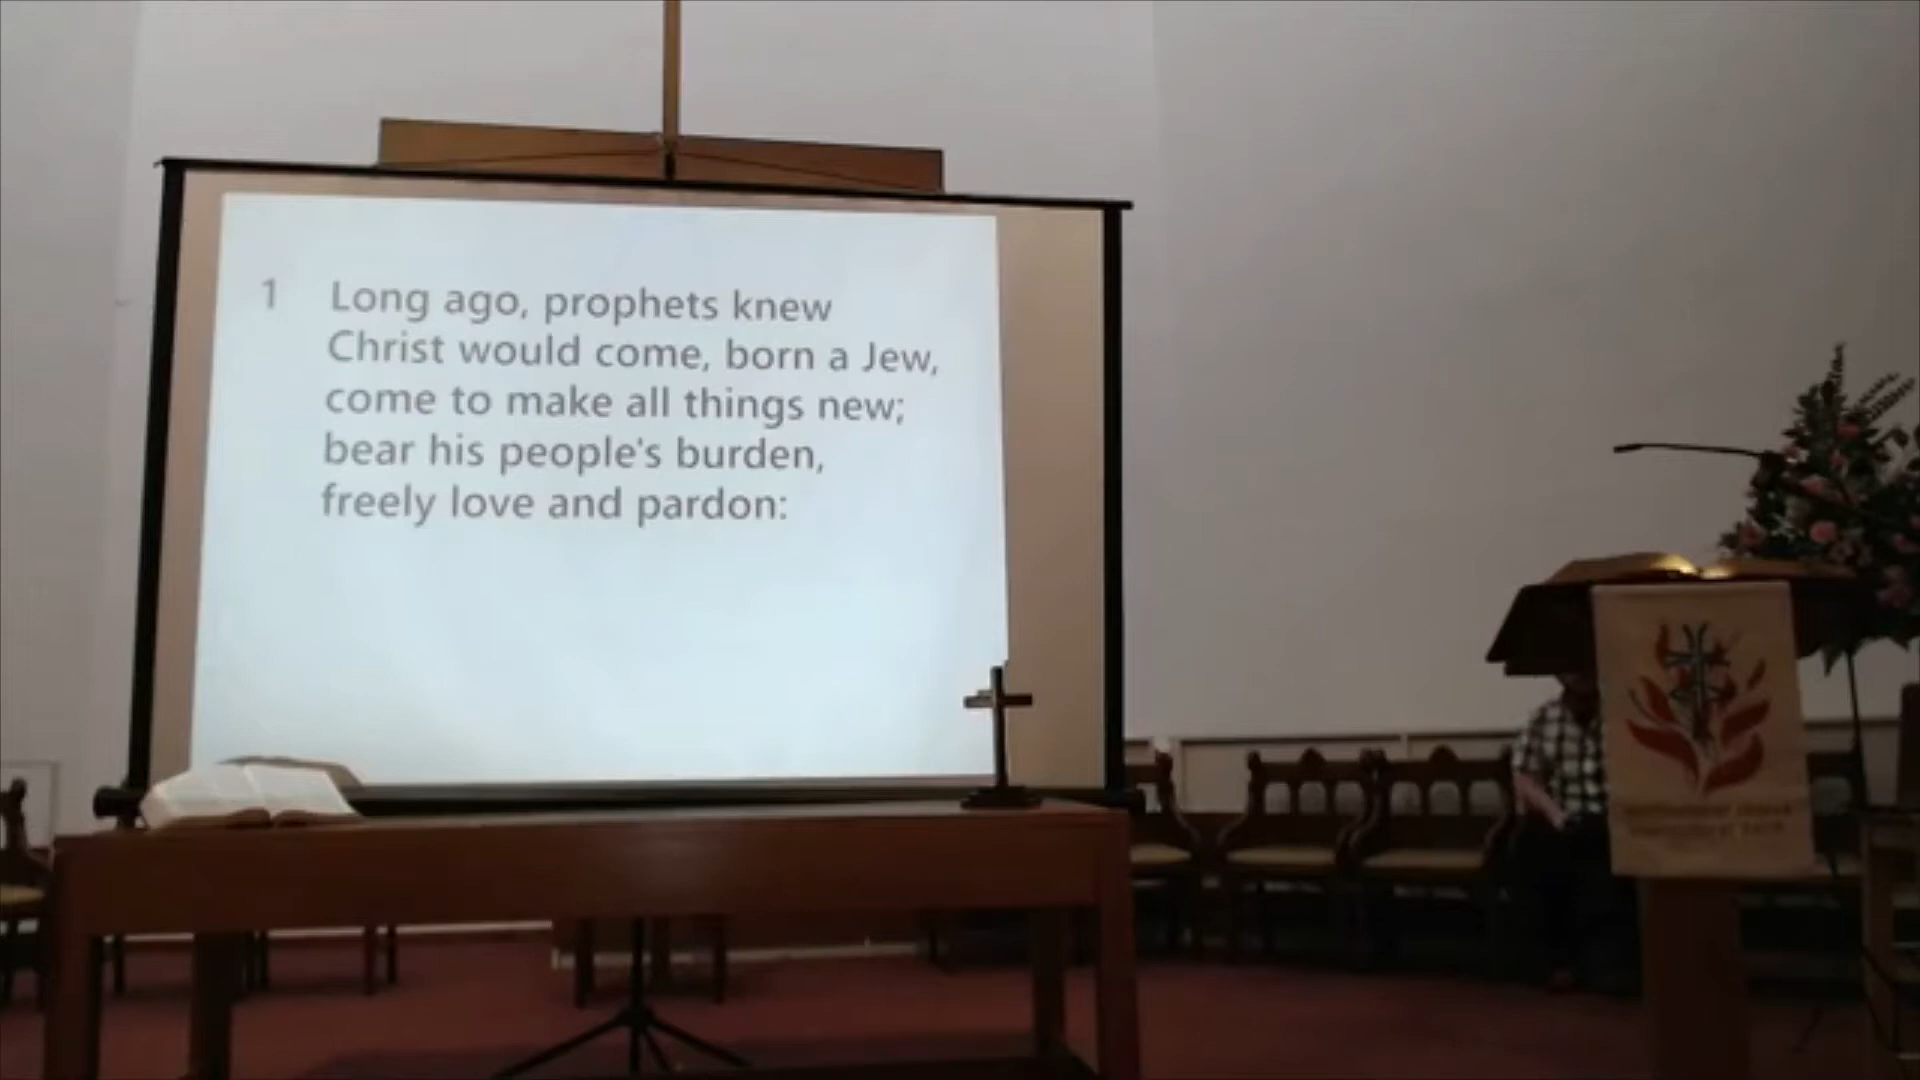 1 Long ago, prophets knew
Christ would come, born a Jew,
come to make all things new;
bear his people's burden,
freely love and pardon: